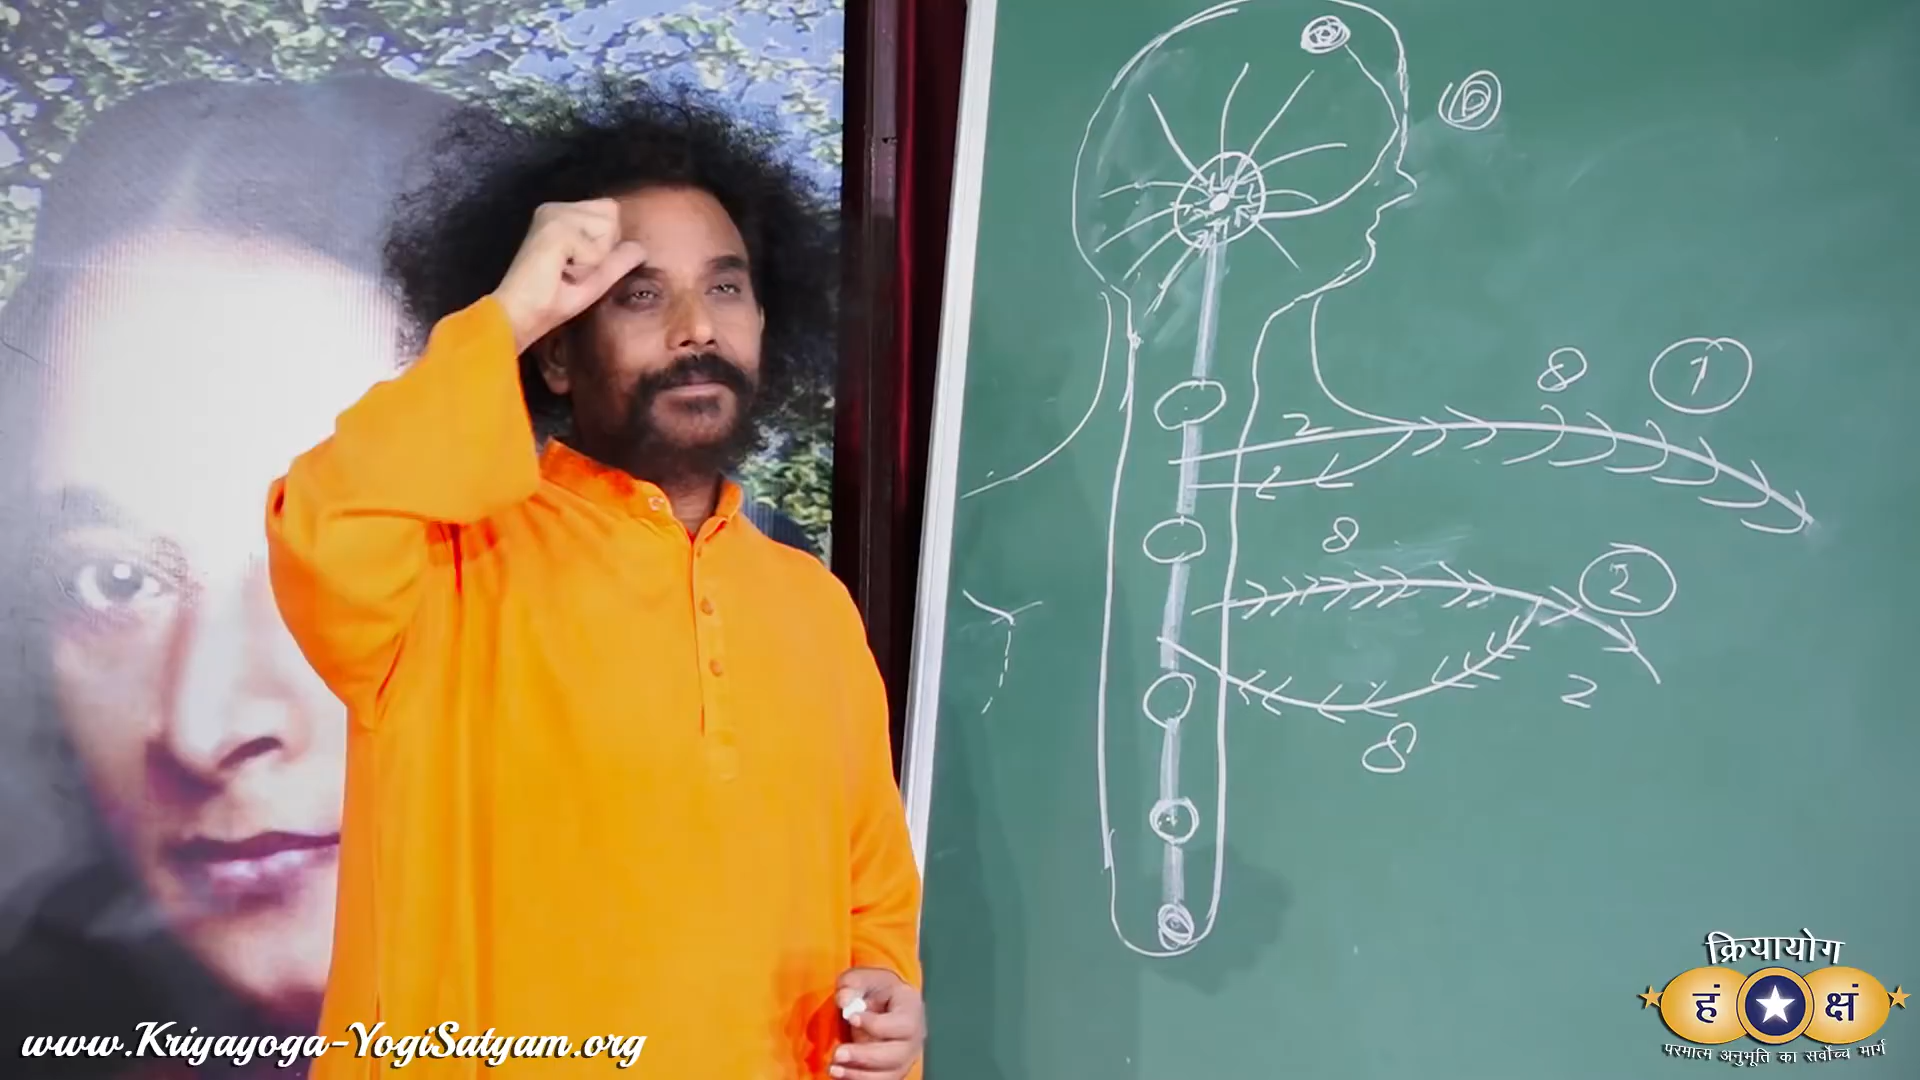 8
1
2
8
2
2
8
www.Kriyayoga-YogiSatyam.org
क्रियायोग
हं क्षं
परमात्म अनुभूति का सर्वोच्च मार्ग